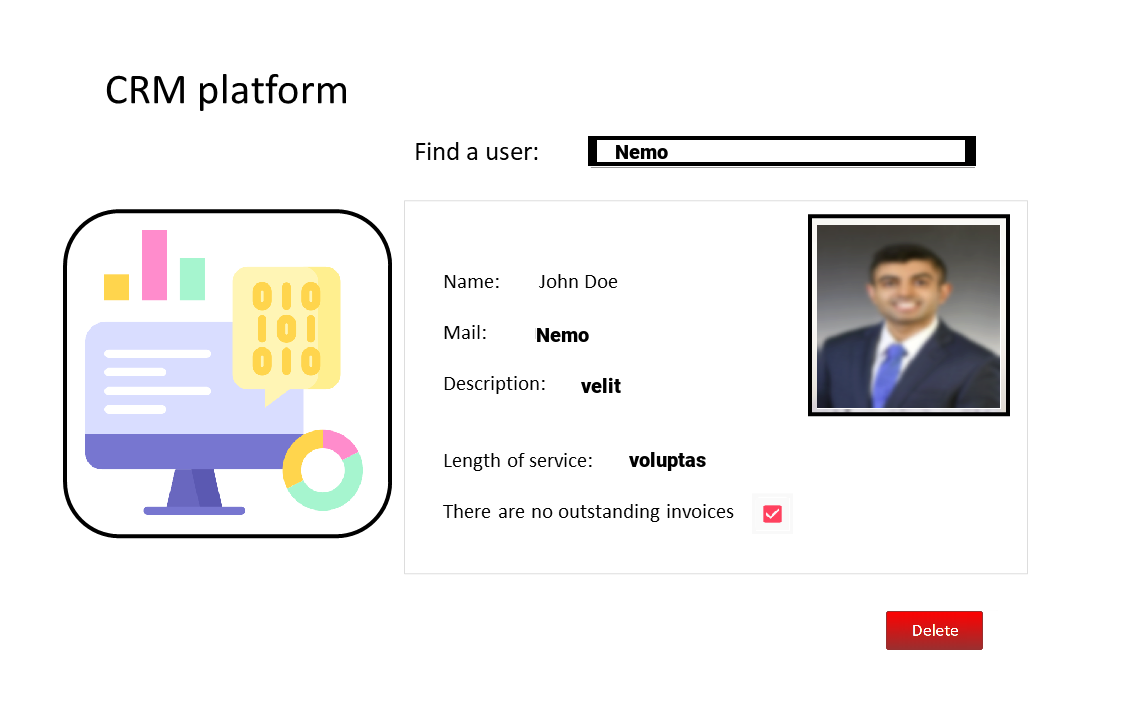 CRM platform
Find a user: Nemo
Name: John Doe
Mail: Nemo
Description: velit
Length of service: voluptas
There are no outstanding invoices
010
101
010
Delete